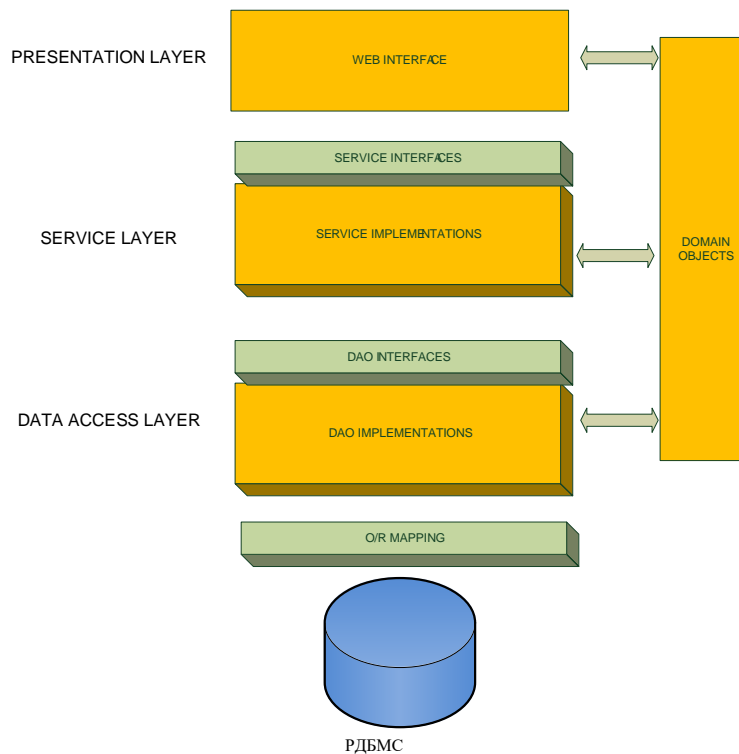 PRESENTATION LAYER
WEB INTERFACE
SERVICE INTERFACES
SERVICE LAYER
SERVICE IMPLEMENTATIONS
DOMAIN
OBJECTS
DAO INTERFACES
DATA ACCESS LAYER
DAO IMPLEMENTATIONS
O/R MAPPING
РДБМС